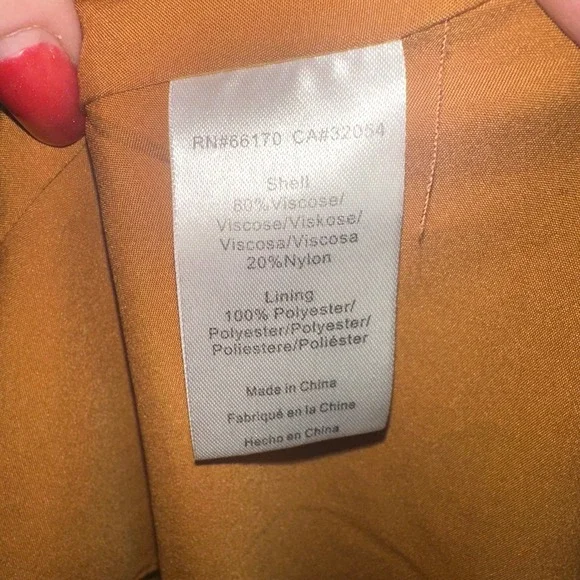 RN#66170 CA#32054
Shell
80%Viscose/
Viscose/Viskose/
Viscosa/Viscosa
20%Nylon
Lining
100% Polyester/
Polyester/Polyester/
Poliestere/Poliéster
Made in China
Fabriqué en la Chine
Hecho en China